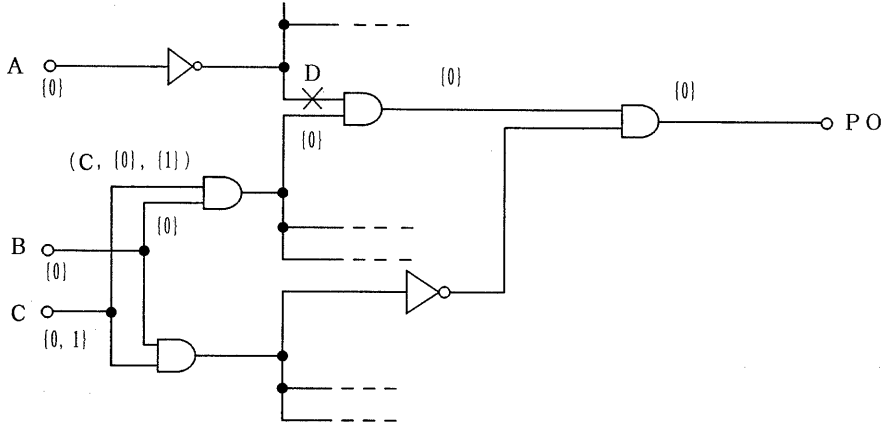 A
{0}
D
{0}
{0}
{0}
P O
(C, {0}, {1})
{0}
B
{0}
C
{0, 1}